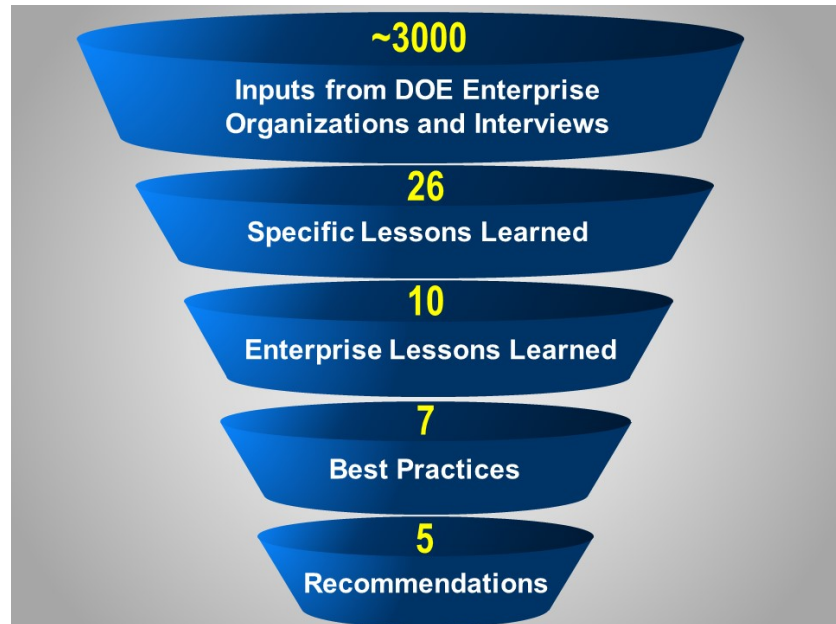 ~3000
Inputs from DOE Enterprise
Organizations and Interviews
26
Specific Lessons Learned
10
Enterprise Lessons Learned
7
Best Practices
5
Recommendations